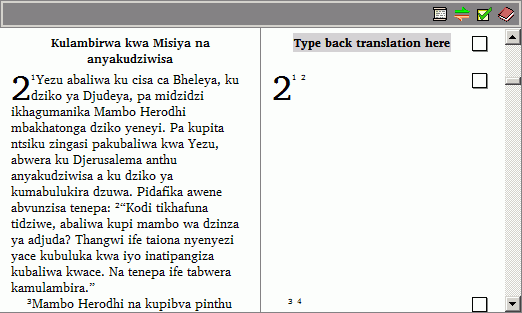 Kulambirwa kwa Misiya na
anyakudziwisa
2 ¹Yezu abaliwa ku cisa ca Bheleya, ku
dziko ya Djudeya, pa midzidzi
ikhagumanika Mambo Herodhi
mbakhatonga dziko yeneyi. Pa kupita
ntsiku zingasi pakubaliwa kwa Yezu,
abwera ku Djerusalema anthu
anyakudziwisa a ku dziko ya
kumabulukira dzuwa. Pidafika awene
abvunzisa tenepa: ²“Kodi tikhafuna
tidziwe, abaliwa kupi mambo wa dzinza
ya adjuda? Thangwi ife taiona nyenyezi
yace kubuluka kwa iyo inatipangiza
kubaliwa kwace. Na tenepa ife tabwera
kamulambira.”
³Mambo Herodhi na kupibva pinthu
Type back translation here
2 ¹ ²
³ ⁴